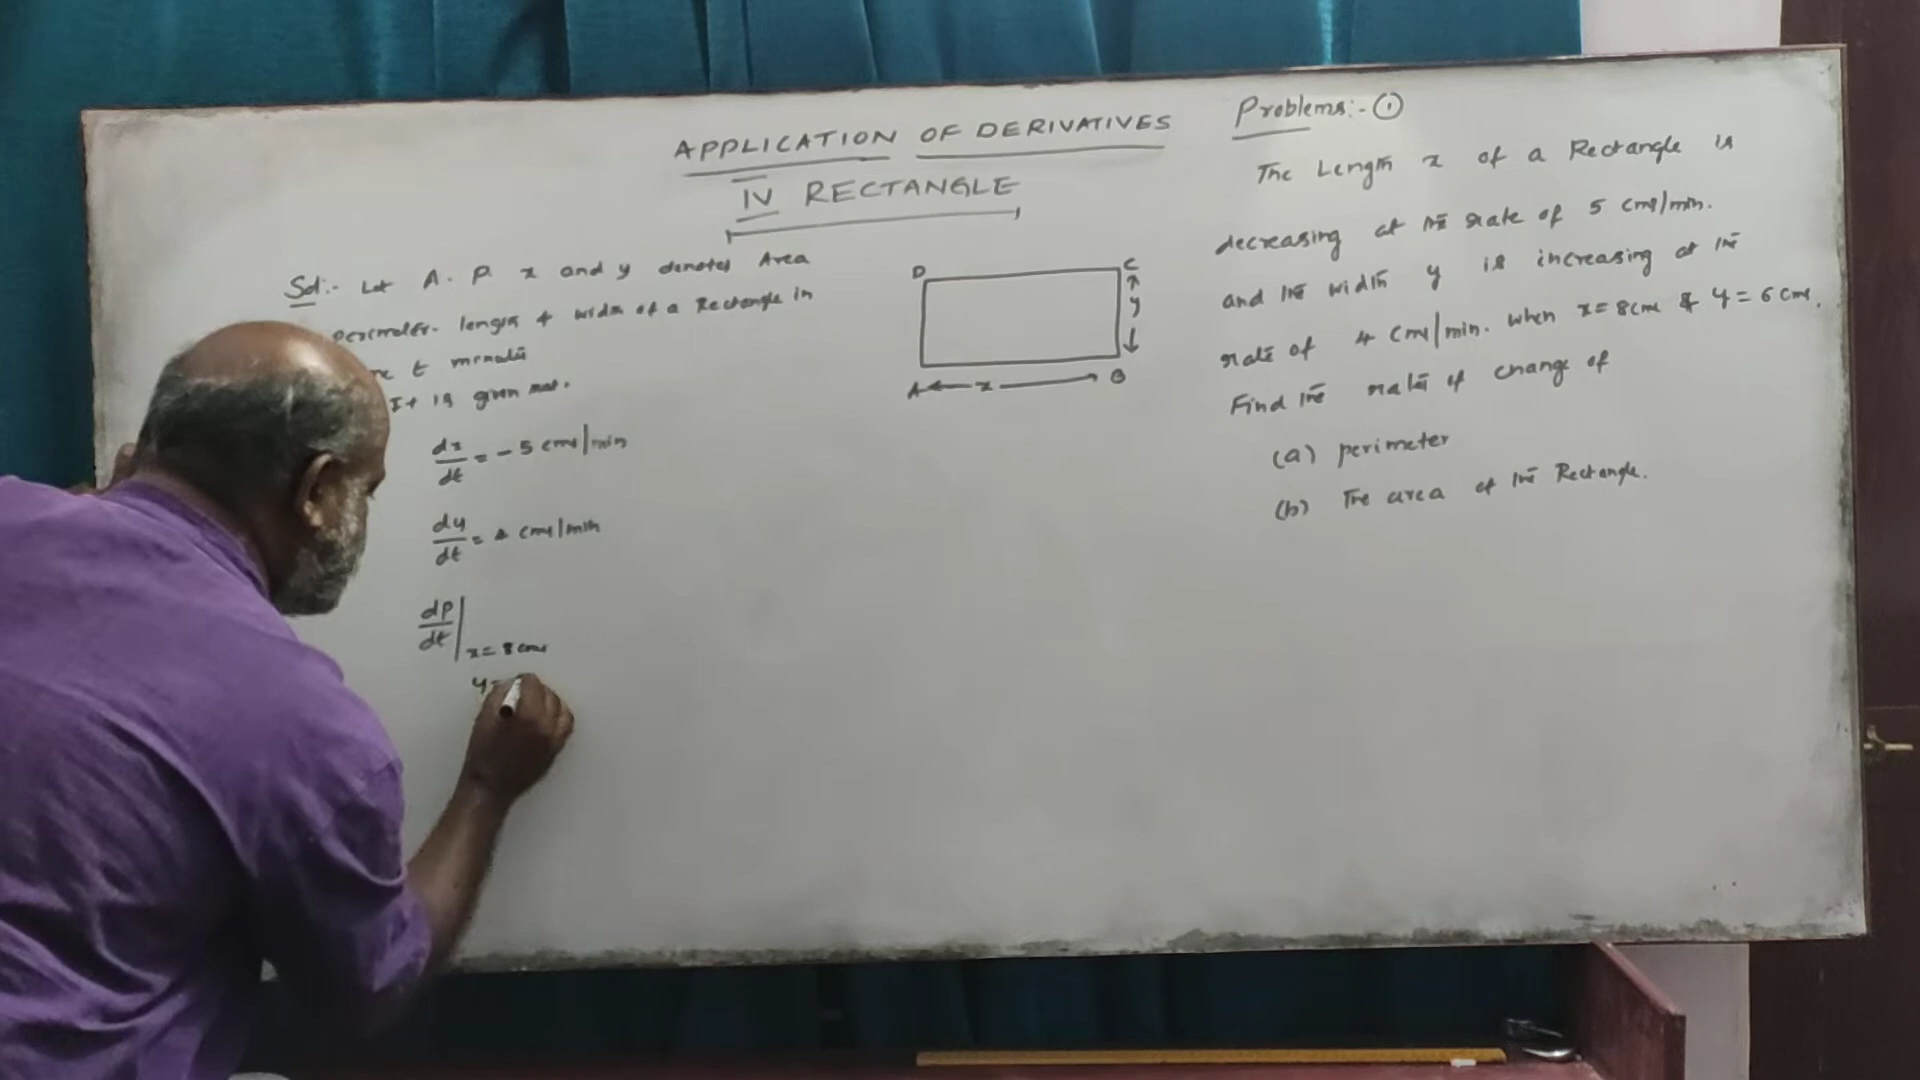 APPLICATION OF DERIVATIVES
IV RECTANGLE
Sol:- Let A. P. x and y denotes Area
perimeter. length & width of a Rectangle in
t
It is given that.
dx/dt = -5 cms/min
dy/dt = 4 cms/min
dP/dt | x = 8 cms
y =
D C
y
A x B
Problems:- ①
The Length x of a Rectangle is
decreasing at the rate of 5 cms/min.
and the width y is increasing at the
rate of 4 cms/min. when x = 8 cms & y = 6 cms.
Find the rate of change of
(a) perimeter
(b) The area of the Rectangle.